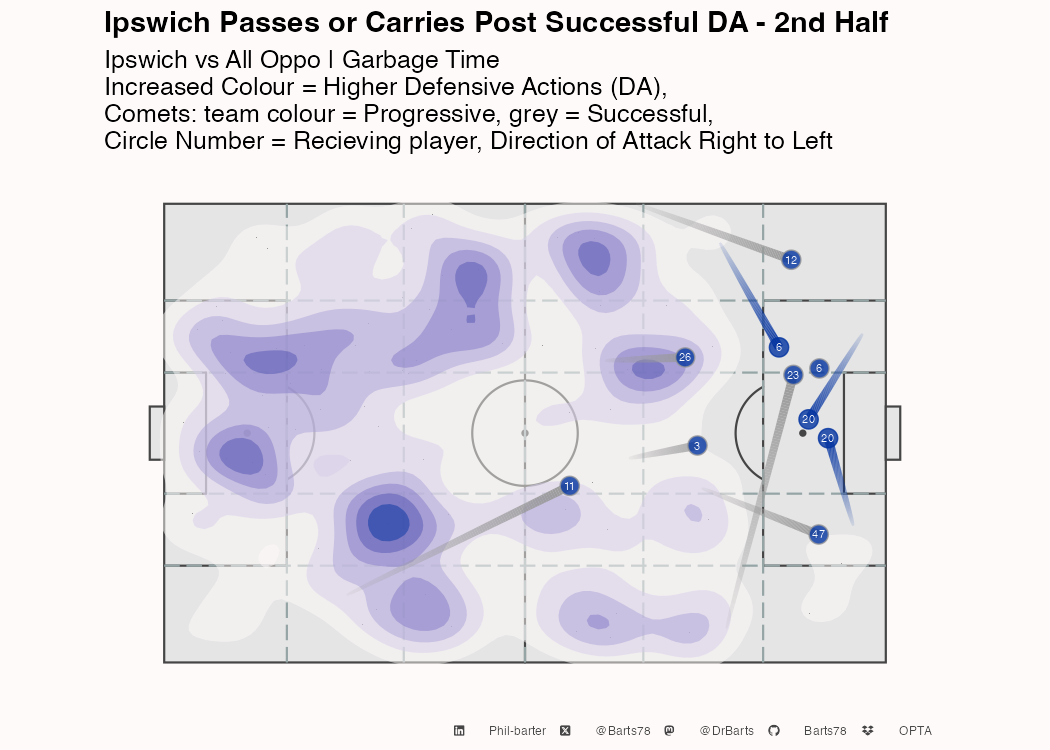 Ipswich Passes or Carries Post Successful DA - 2nd Half
Ipswich vs All Oppo | Garbage Time
Increased Colour = Higher Defensive Actions (DA),
Comets: team colour = Progressive, grey = Successful,
Circle Number = Recieving player, Direction of Attack Right to Left
12
6
26
23
6
20
20
3
11
47
Phil-barter @Barts78 @DrBarts Barts78 OPTA